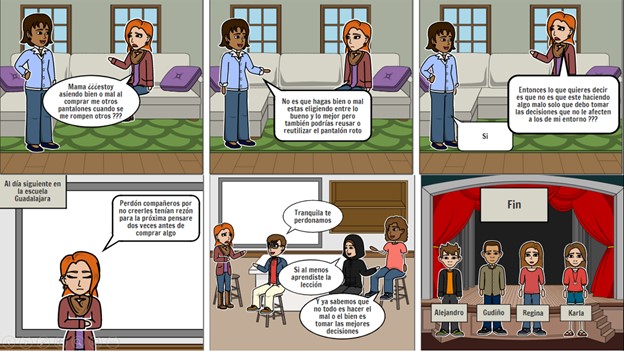 Mama ¿¿¿estoy
asiendo bien o mal al
comprar me otros
pantalones cuando se
me rompen otros ???
No es que hagas bien o mal
estas eligiendo entre lo
bueno y lo mejor pero
también podrías reusar o
reutilizar el pantalón roto
Entonces lo que quieres decir
es que no es que este haciendo
algo malo solo que debo tomar
las decisiones que no le afecten
a los de mi entorno ???
Si
Al día siguiente en
la escuela
Guadalajara
Perdón compañeros por
no creerles tenían rezón
para la próxima pensare
dos veces antes de
comprar algo
Tranquila te
perdonamos
Si al menos
aprendiste la
lección
Y ya sabemos que
no todo es hacer el
mal o el bien es
tomar las mejores
decisiones
Fin
Alejandro
Gudiño
Regina
Karla